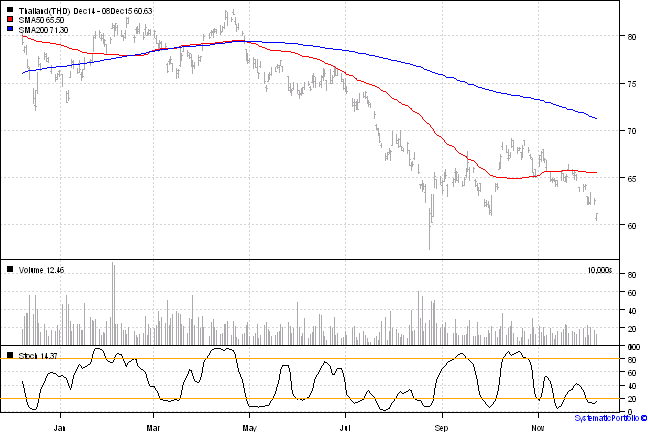 Thailand(THD) Dec14 - 08Dec15 60.63
SMA50 65.50
SMA200 71.30
80
75
70
65
60
Volume 12.46
10,000s
80
60
40
20
0
Stoch 14.37
100
80
60
40
20
0
Jan
Mar
May
Jul
Sep
Nov
SystematicPortfolio ©